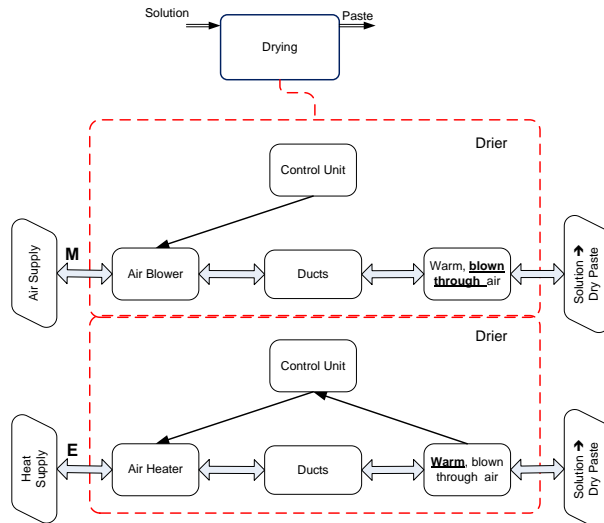 Solution
Paste
Drying
Drier
Control Unit
Air Supply
M
Air Blower
Ducts
Warm, blown
through air
Solution ➔
Dry Paste
Drier
Control Unit
Heat
Supply
E
Air Heater
Ducts
Warm, blown
through air
Solution ➔
Dry Paste